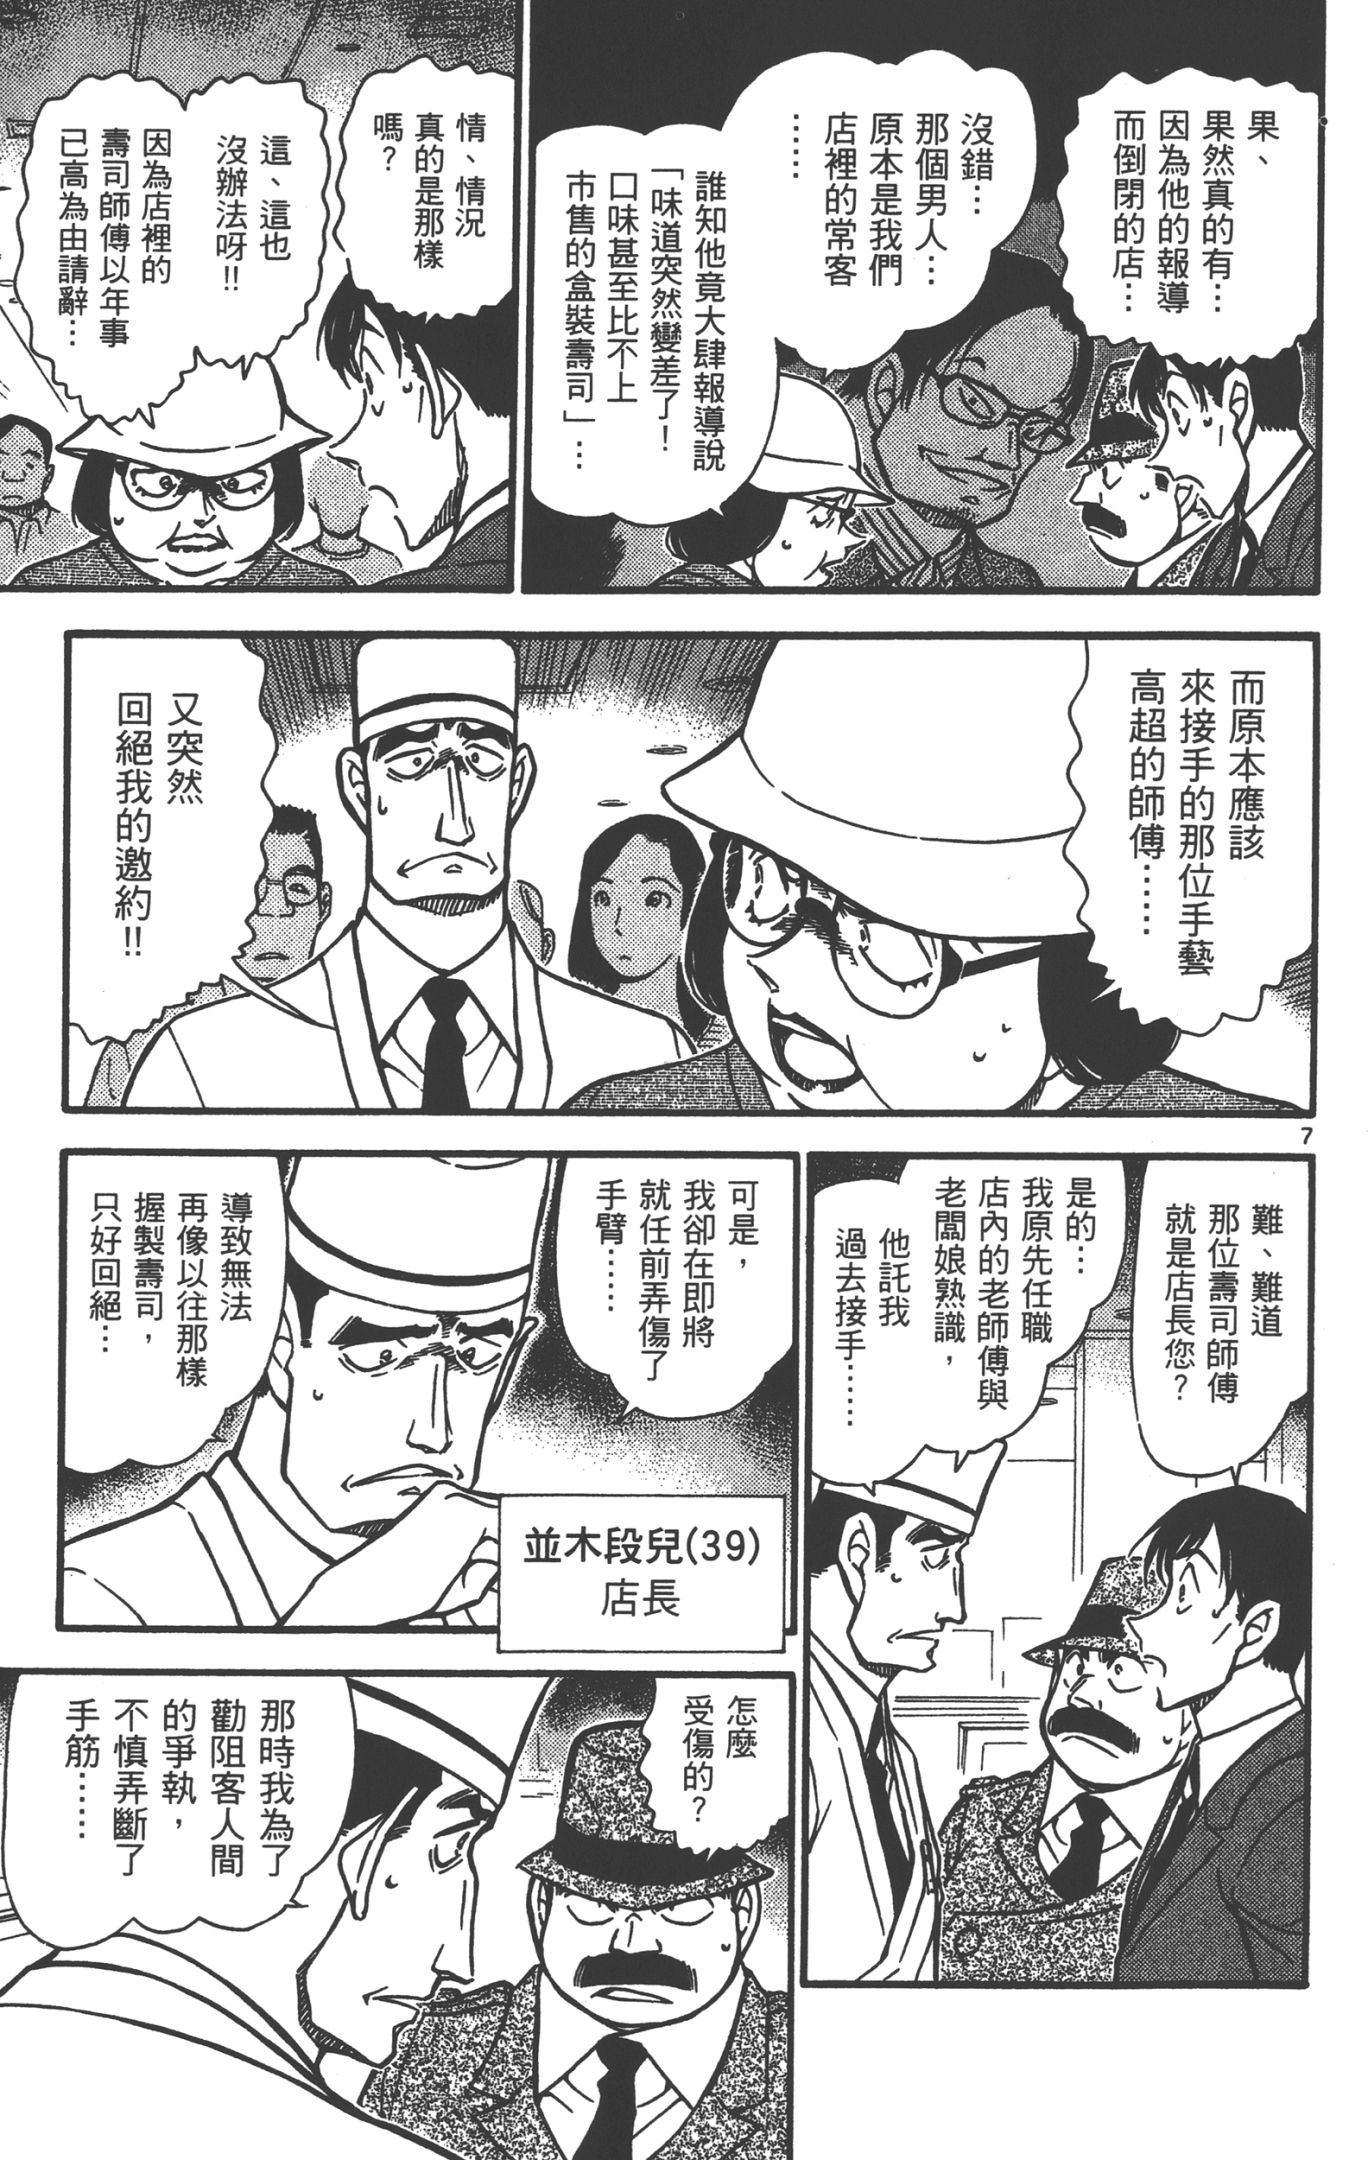 果、
果然真的有…
因為他的報導
而倒閉的店…
沒錯…
那個男人…
原本是我們
店裡的常客
……
誰知他竟大肆報導說
「味道突然變差了！
口味甚至比不上
市售的盒裝壽司」…
情、情況
真的是那樣
嗎？
這、這也
沒辦法呀!!
因為店裡的
壽司師傅以年事
已高為由請辭…
而原本應該
來接手的那位手藝
高超的師傅……
又突然
回絕我的邀約!!
7
難、難道
那位壽司師傅
就是店長您？
是的…
我原先任職
店內的老師傅與
老闆娘熟識，
他託我
過去接手……
可是，
我卻在即將
就任前弄傷了
手臂……
導致無法
再像以往那樣
握製壽司，
只好回絕…
並木段兒(39)
店長
怎麼
受傷的？
那時我為了
勸阻客人間
的爭執，
不慎弄斷了
手筋……